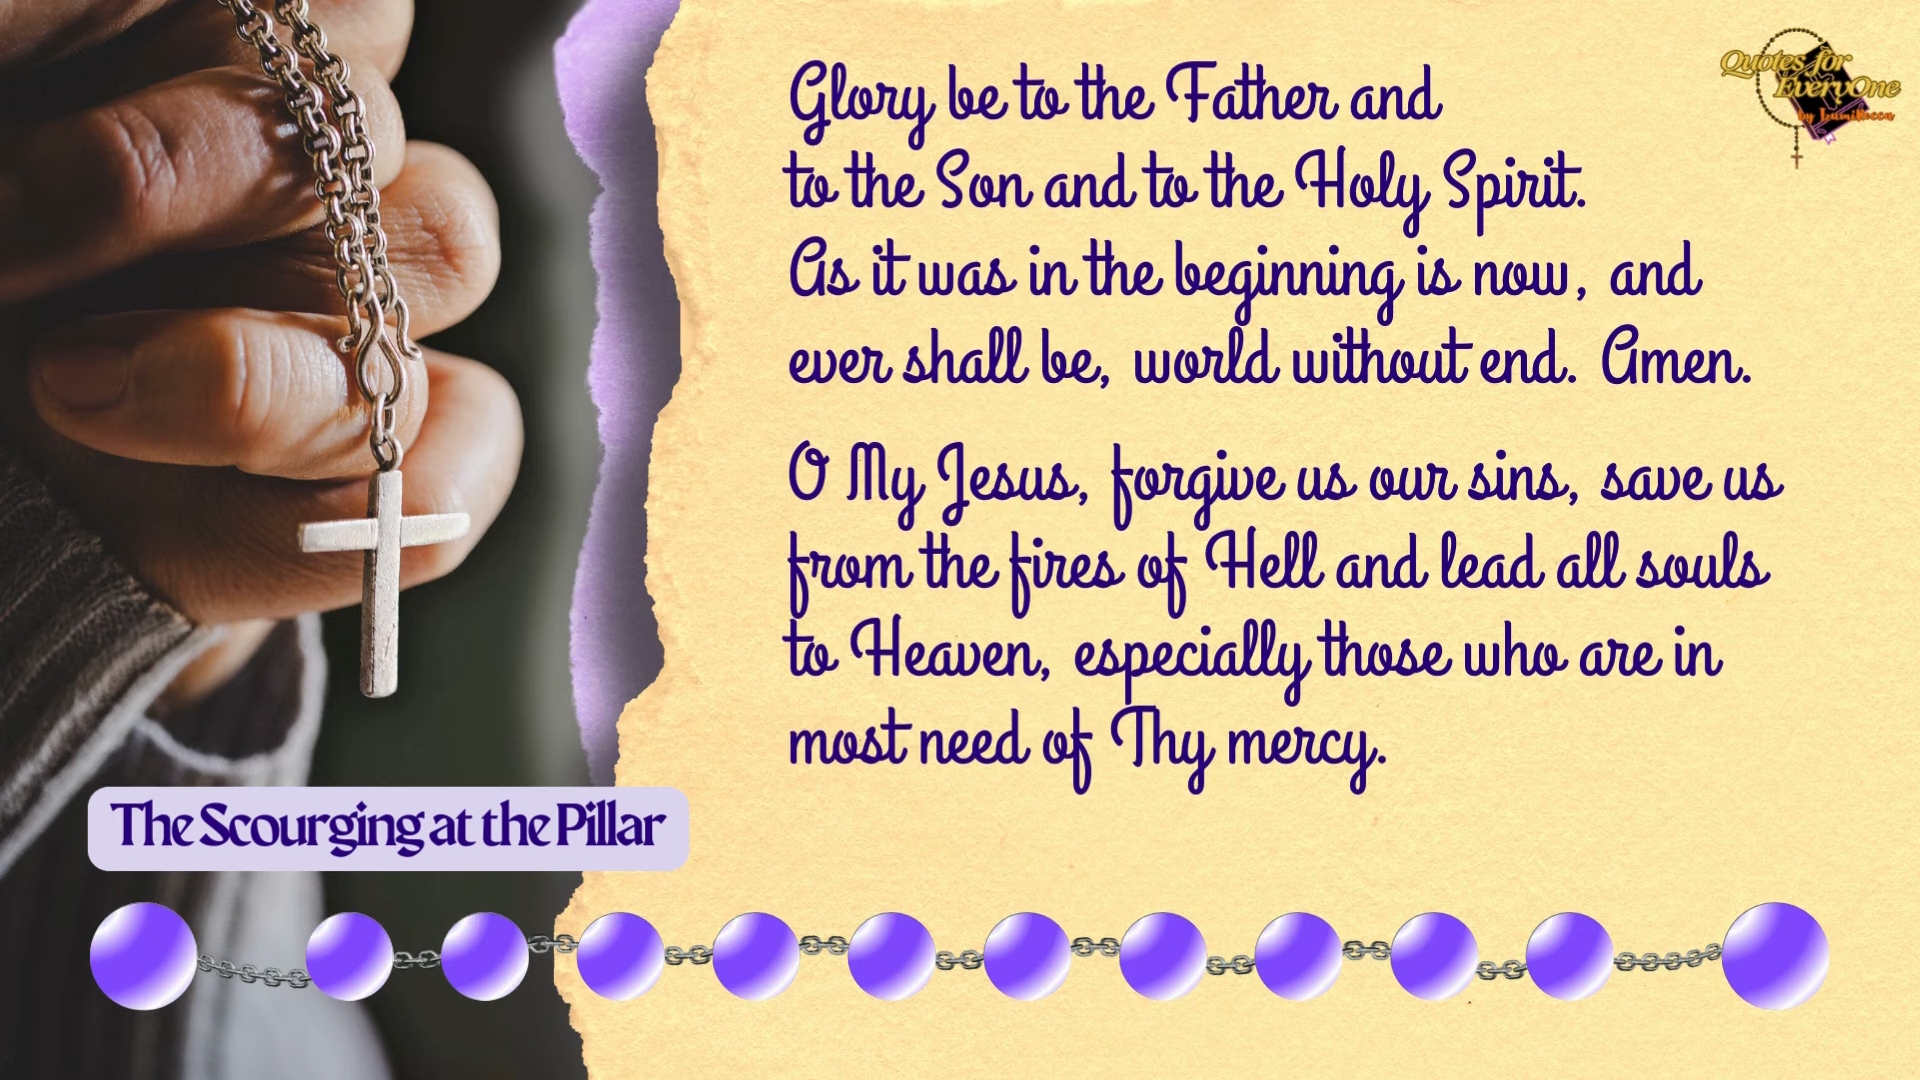 Glory be to the Father and
to the Son and to the Holy Spirit.
As it was in the beginning is now, and
ever shall be, world without end. Amen.
O My Jesus, forgive us our sins, save us
from the fires of Hell and lead all souls
to Heaven, especially those who are in
most need of Thy mercy.
Quotes for
EveryOne
by
The Scourging at the Pillar